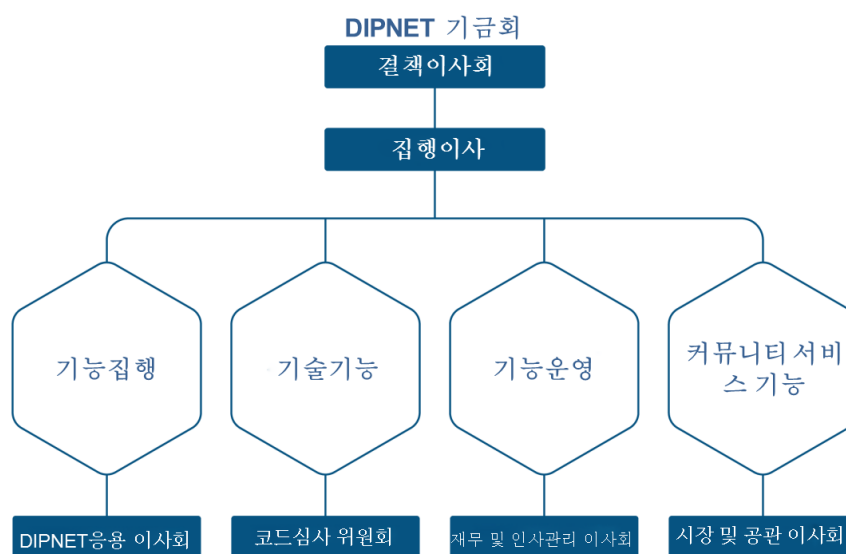 DIPNET 기금회
결책이사회
집행이사
기능집행
기술기능
기능운영
커뮤니티 서비
스 기능
DIPNET응용 이사회
코드심사 위원회
재무 및 인사관리 이사회
시장 및 공관 이사회